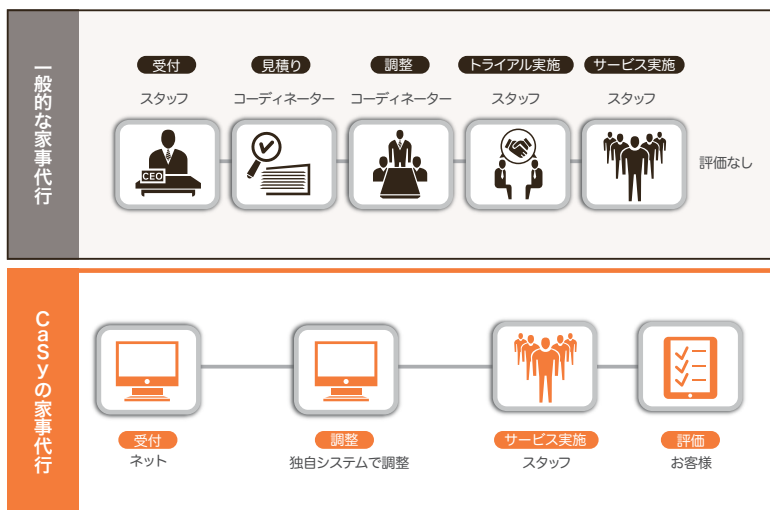 一般的な家事代行
受付
見積り
調整
トライアル実施
サービス実施
スタッフ
コーディネーター
コーディネーター
スタッフ
スタッフ
CEO
評価なし
CaSyの家事代行
受付
調整
サービス実施
評価
ネット
独自システムで調整
スタッフ
お客様